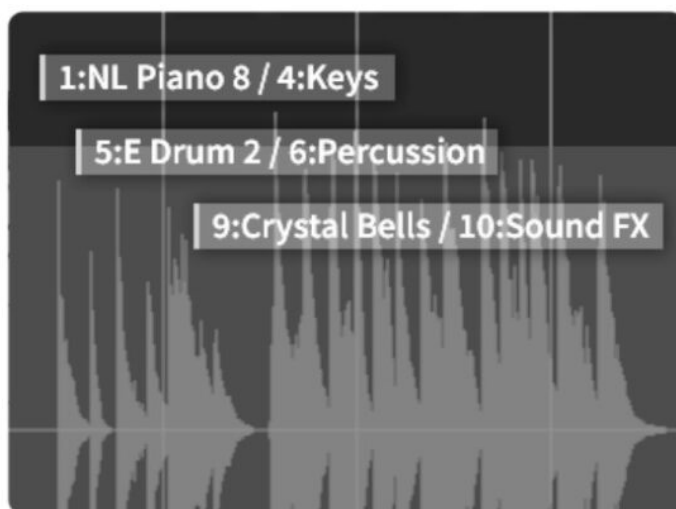 1:NL Piano 8 / 4:Keys
5:E Drum 2 / 6:Percussion
9:Crystal Bells / 10:Sound FX